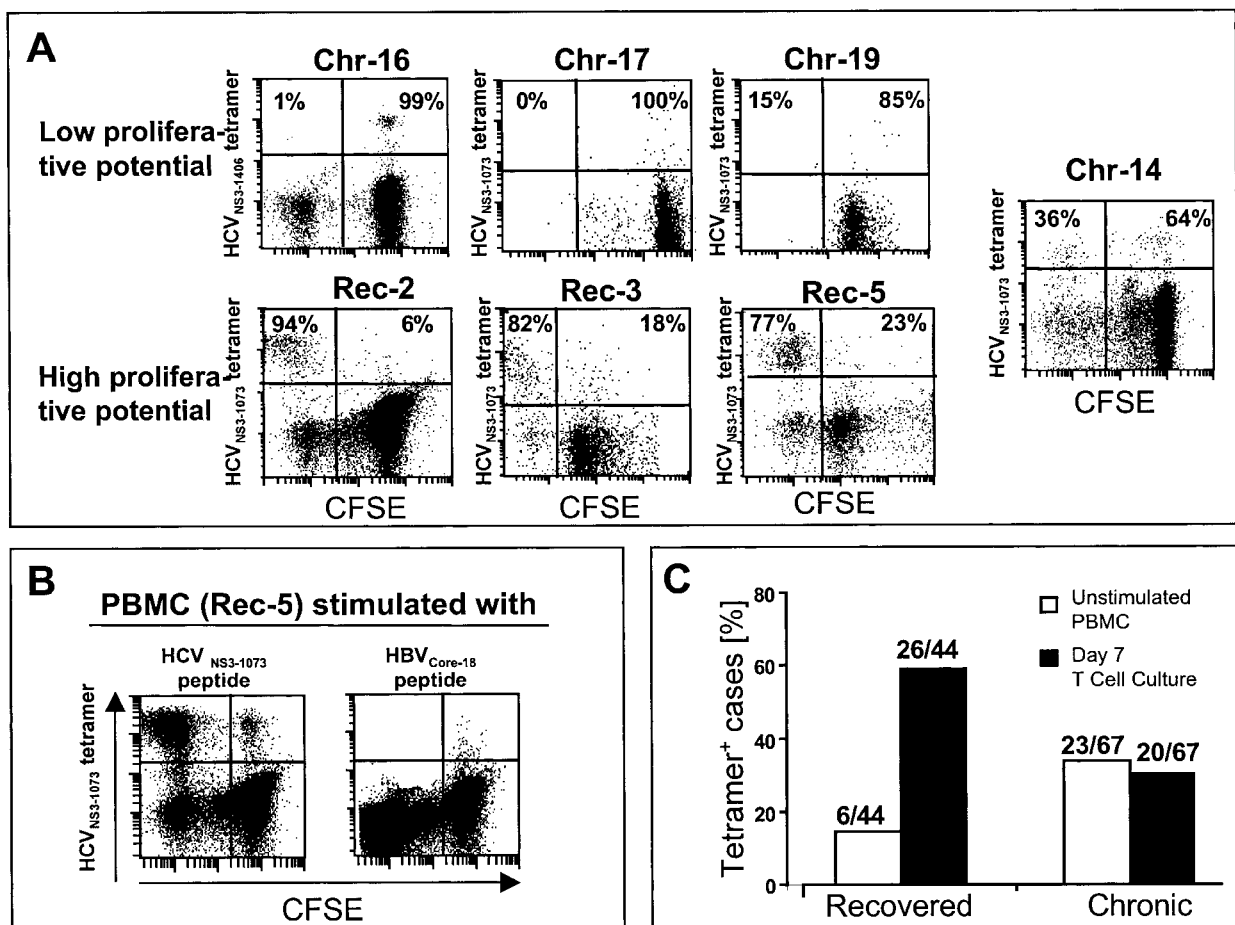 A
Chr-16
Chr-17
Chr-19
Low prolifera-
tive potential
HCV NS3-1406 tetramer
1%
99%
HCV NS3-1073 tetramer
0%
100%
HCV NS3-1073 tetramer
15%
85%
Chr-14
HCV NS3-1073 tetramer
36%
64%
CFSE
Rec-2
Rec-3
Rec-5
High prolifera-
tive potential
HCV NS3-1073 tetramer
94%
6%
HCV NS3-1073 tetramer
82%
18%
HCV NS3-1073 tetramer
77%
23%
CFSE
CFSE
CFSE
B
PBMC (Rec-5) stimulated with
HCV NS3-1073
peptide
HBV Core-18
peptide
HCV NS3-1073 tetramer
CFSE
C
Tetramer+ cases [%]
80
60
40
20
0
Unstimulated
PBMC
Day 7
T Cell Culture
6/44
26/44
23/67
20/67
Recovered
Chronic